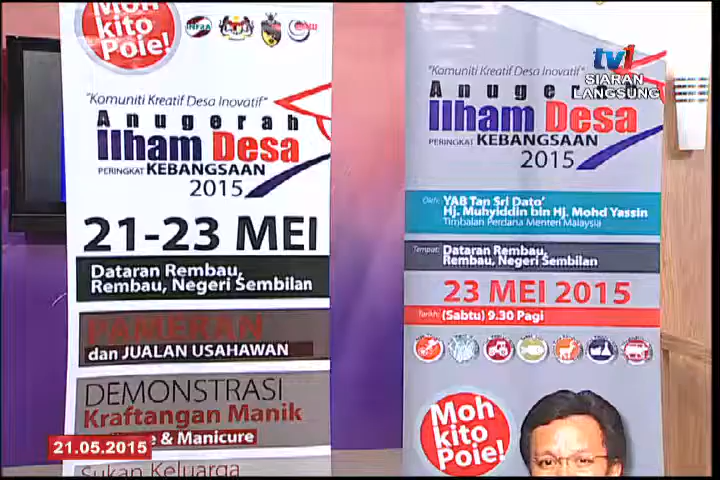 Moh
kito
Poie!
"Komuniti Kreatif Desa Inovatif"
Anugerah
Ilham Desa
PERINGKAT KEBANGSAAN
2015
21-23 MEI
Dataran Rembau,
Rembau, Negeri Sembilan
PAMERAN
dan JUALAN USAHAWAN
DEMONSTRASI
Kraftangan Manik
& Manicure
Sukan Keluarga
21.05.2015
tv1
SIARAN
LANGSUNG
"Komuniti Kreatif Desa Inovatif"
Anugerah
Ilham Desa
PERINGKAT KEBANGSAAN
2015
Oleh: YAB Tan Sri Dato'
Hj. Muhyiddin bin Hj. Mohd Yassin
Timbalan Perdana Menteri Malaysia
Tempat: Dataran Rembau,
Rembau, Negeri Sembilan
23 MEI 2015
Tarikh: (Sabtu) 9.30 Pagi
Moh
kito
Poie!